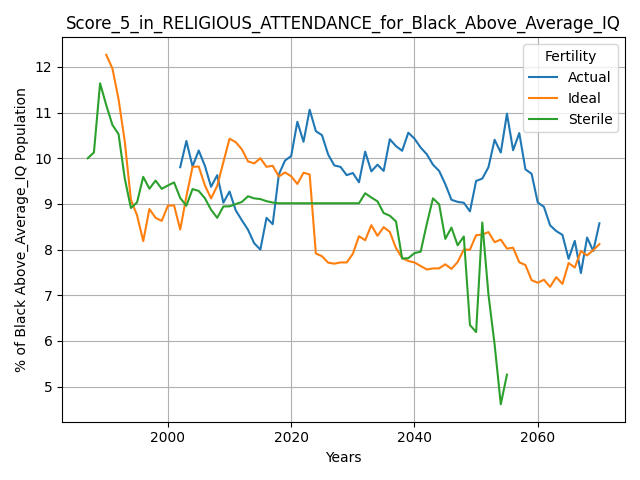 Score_5_in_RELIGIOUS_ATTENDANCE_for_Black_Above_Average_IQ
% of Black Above_Average_IQ Population
12
11
10
9
8
7
6
5
Fertility
Actual
Ideal
Sterile
2000
2020
2040
2060
Years